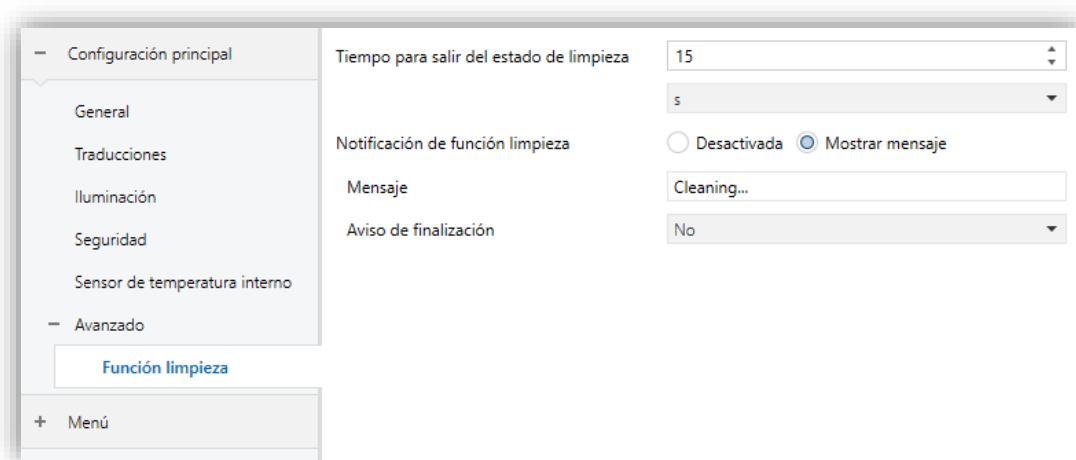 Configuración principal
General
Traducciones
Iluminación
Seguridad
Sensor de temperatura interno
Avanzado
Función limpieza
Menú
Tiempo para salir del estado de limpieza
15
s
Notificación de función limpieza
Desactivada Mostrar mensaje
Mensaje
Cleaning...
Aviso de finalización
No